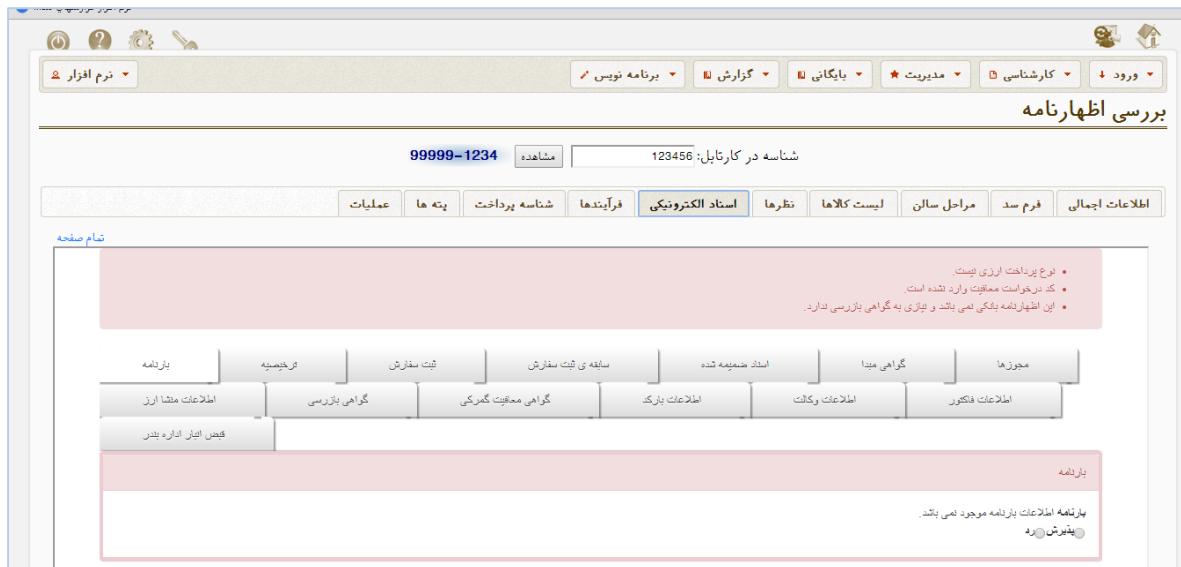 ورود کارشناسی مدیریت بایگانی گزارش برنامه نویس نرم افزار
بررسی اظهارنامه
شناسه در کارتابل: 123456 مشاهده 99999-1234
اطلاعات اجمالی فرم سد مراحل سالن لیست کالاها نظرها اسناد الکترونیکی فرآیندها شناسه پرداخت پته ها عملیات
تمام صفحه
نوع پرداخت ارزی نیست.
کد درخواست معافیت وارد نشده است.
این اظهارنامه بانکی نمی باشد و نیازی به گواهی بازرسی ندارد.
مجوزها گواهی مبدا اسناد ضمیمه شده سابقه ی ثبت سفارش ثبت سفارش ترخیصیه بارنامه
اطلاعات فاکتور اطلاعات وکالت اطلاعات بارکد گواهی معافیت گمرکی گواهی بازرسی اطلاعات منشا ارز
قبض انبار اداره بندر
بارنامه
بارنامه اطلاعات بارنامه موجود نمی باشد.
پذیرش رد